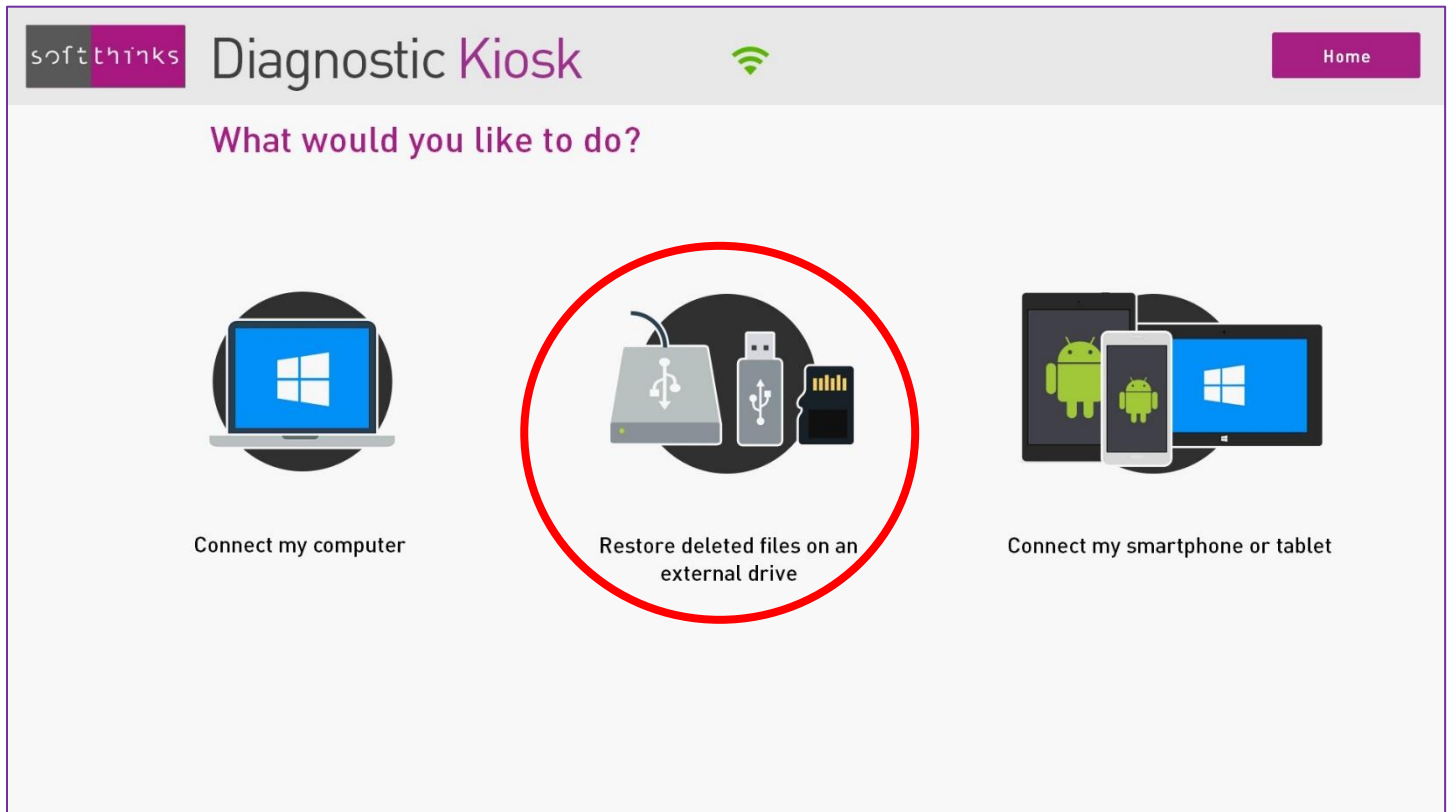 softthinks
Diagnostic Kiosk
Home
What would you like to do?
Connect my computer
Restore deleted files on an
external drive
Connect my smartphone or tablet